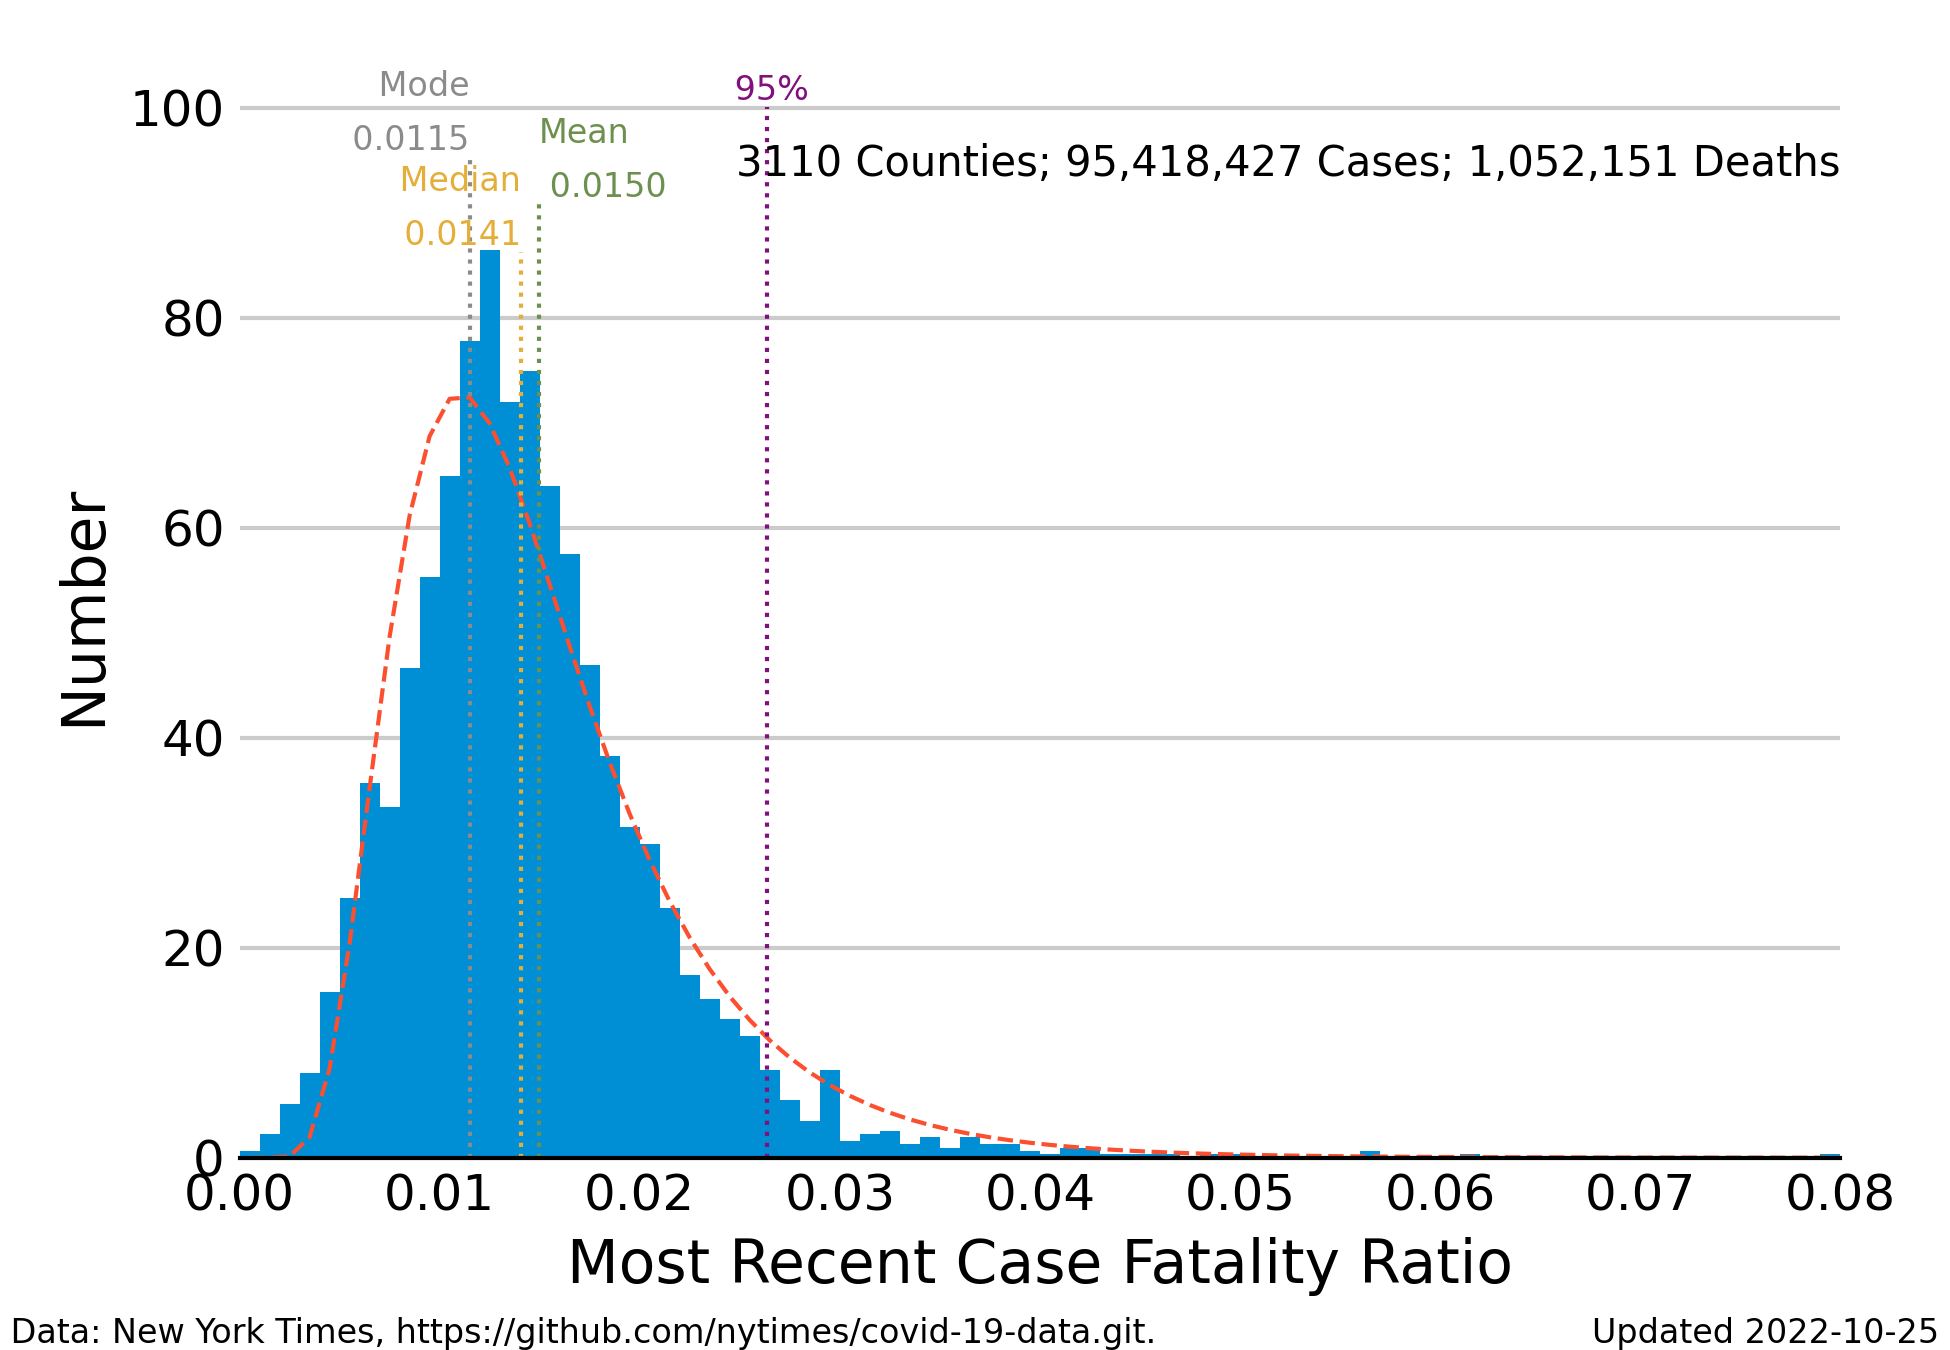 Mode
0.0115
95%
Mean
0.0150
Median
0.0141
3110 Counties; 95,418,427 Cases; 1,052,151 Deaths
100
80
60
40
20
0
Number
0.00 0.01 0.02 0.03 0.04 0.05 0.06 0.07 0.08
Most Recent Case Fatality Ratio
Data: New York Times, https://github.com/nytimes/covid-19-data.git.
Updated 2022-10-25